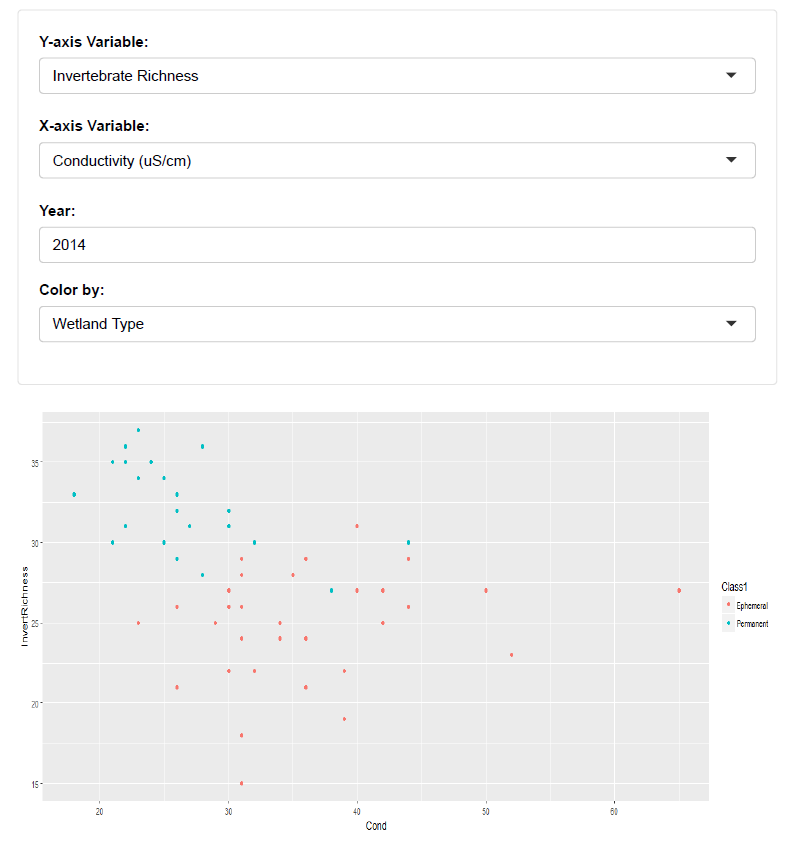 Y-axis Variable:
Invertebrate Richness
X-axis Variable:
Conductivity (uS/cm)
Year:
2014
Color by:
Wetland Type
35
30
25
20
15
InvertRichness
20 30 40 50 60
Cond
Class1
Ephemeral
Permanent